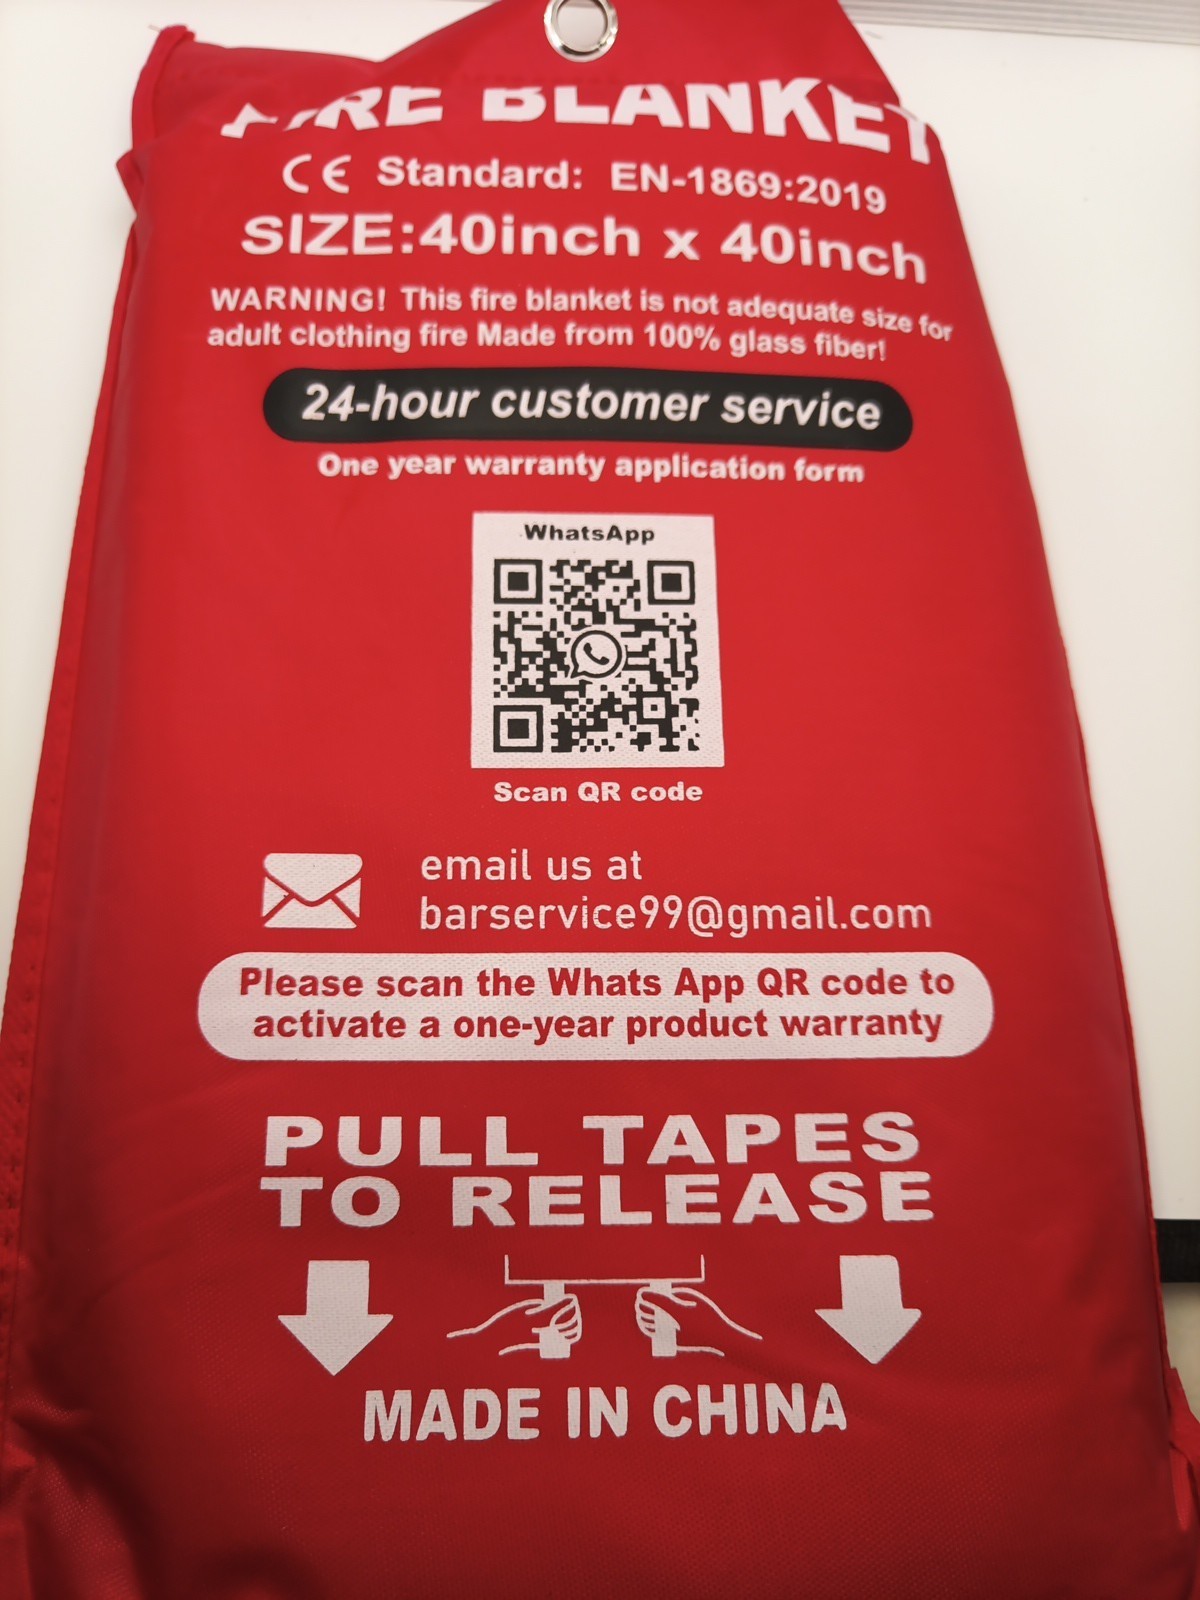 FIRE BLANKET
CE Standard: EN-1869:2019
SIZE:40inch x 40inch
WARNING! This fire blanket is not adequate size for
adult clothing fire Made from 100% glass fiber!
24-hour customer service
One year warranty application form
WhatsApp
Scan QR code
email us at
barservice99@gmail.com
Please scan the Whats App QR code to
activate a one-year product warranty
PULL TAPES
TO RELEASE
MADE IN CHINA